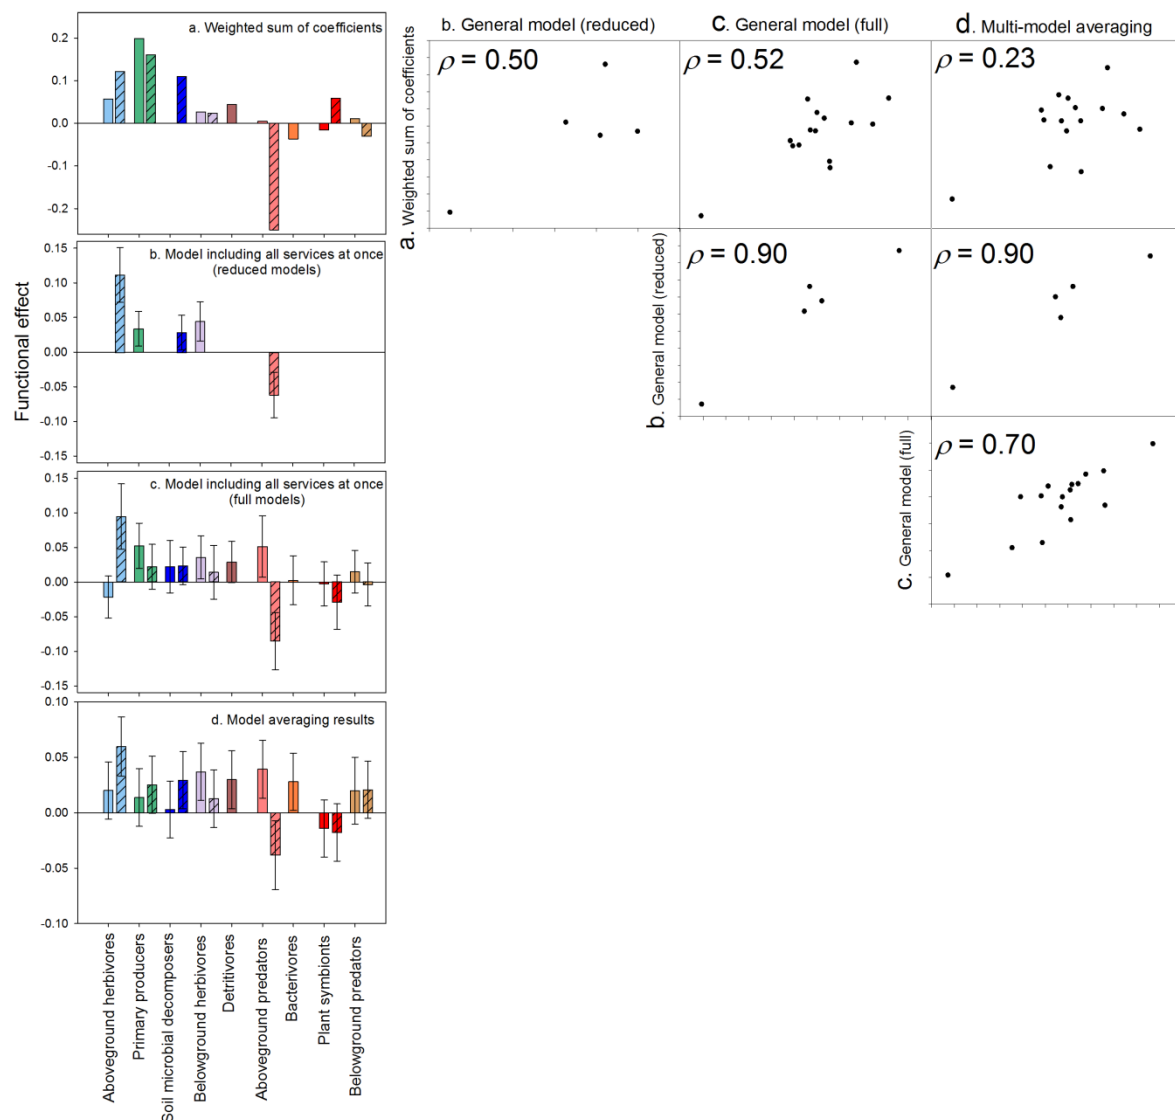 a. Weighted sum of coefficients
0.2
0.1
0.0
-0.1
-0.2
b. Model including all services at once
(reduced models)
0.15
0.10
0.05
0.00
-0.05
-0.10
-0.15
c. Model including all services at once
(full models)
0.15
0.10
0.05
0.00
-0.05
-0.10
-0.15
d. Model averaging results
0.10
0.05
0.00
-0.05
-0.10
Functional effect
Aboveground herbivores
Primary producers
Soil microbial decomposers
Belowground herbivores
Detritivores
Aboveground predators
Bacterivores
Plant symbionts
Belowground predators
b. General model (reduced)
c. General model (full)
d. Multi-model averaging
a. Weighted sum of coefficients
ρ = 0.50
ρ = 0.52
ρ = 0.23
b. General model (reduced)
ρ = 0.90
ρ = 0.90
c. General model (full)
ρ = 0.70